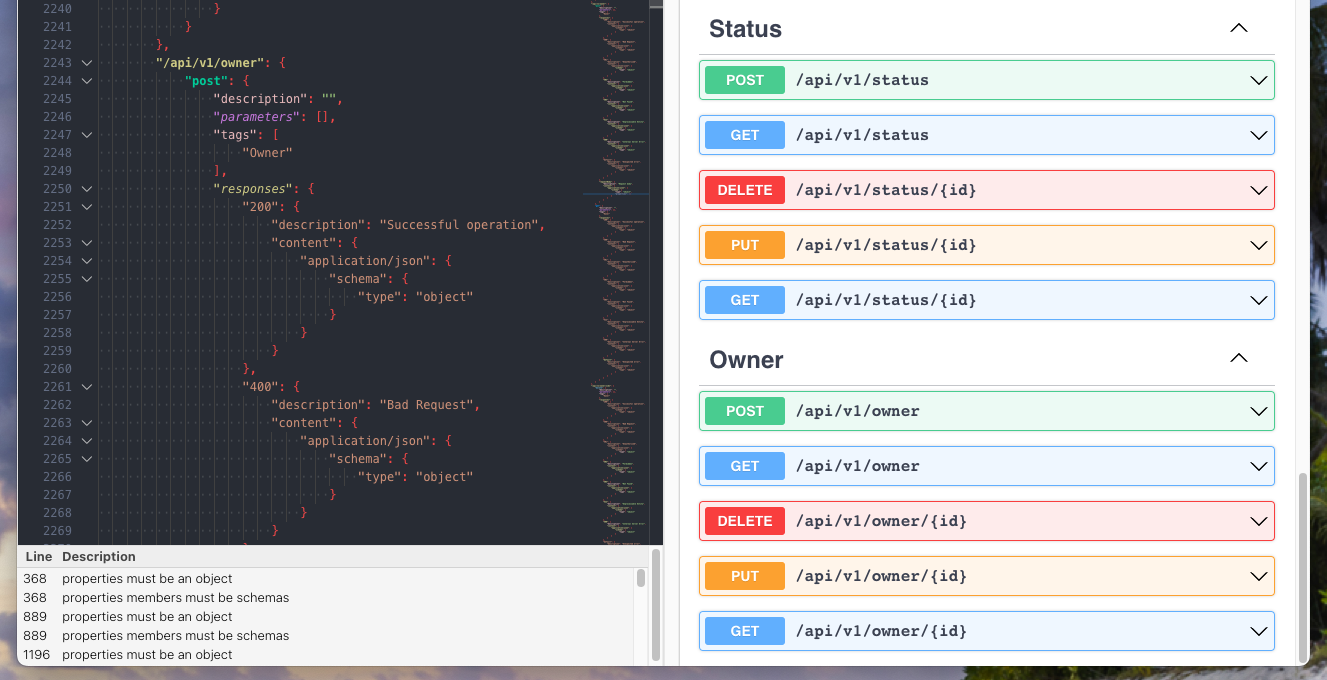 2240 }
2241 }
2242 },
2243 "/api/v1/owner": {
2244 "post": {
2245 "description": "",
2246 "parameters": [],
2247 "tags": [
2248 "Owner"
2249 ],
2250 "responses": {
2251 "200": {
2252 "description": "Successful operation",
2253 "content": {
2254 "application/json": {
2255 "schema": {
2256 "type": "object"
2257 }
2258 }
2259 }
2260 },
2261 "400": {
2262 "description": "Bad Request",
2263 "content": {
2264 "application/json": {
2265 "schema": {
2266 "type": "object"
2267 }
2268 }
2269 }
Line Description
368 properties must be an object
368 properties members must be schemas
889 properties must be an object
889 properties members must be schemas
1196 properties must be an object
Status
POST /api/v1/status
GET /api/v1/status
DELETE /api/v1/status/{id}
PUT /api/v1/status/{id}
GET /api/v1/status/{id}
Owner
POST /api/v1/owner
GET /api/v1/owner
DELETE /api/v1/owner/{id}
PUT /api/v1/owner/{id}
GET /api/v1/owner/{id}